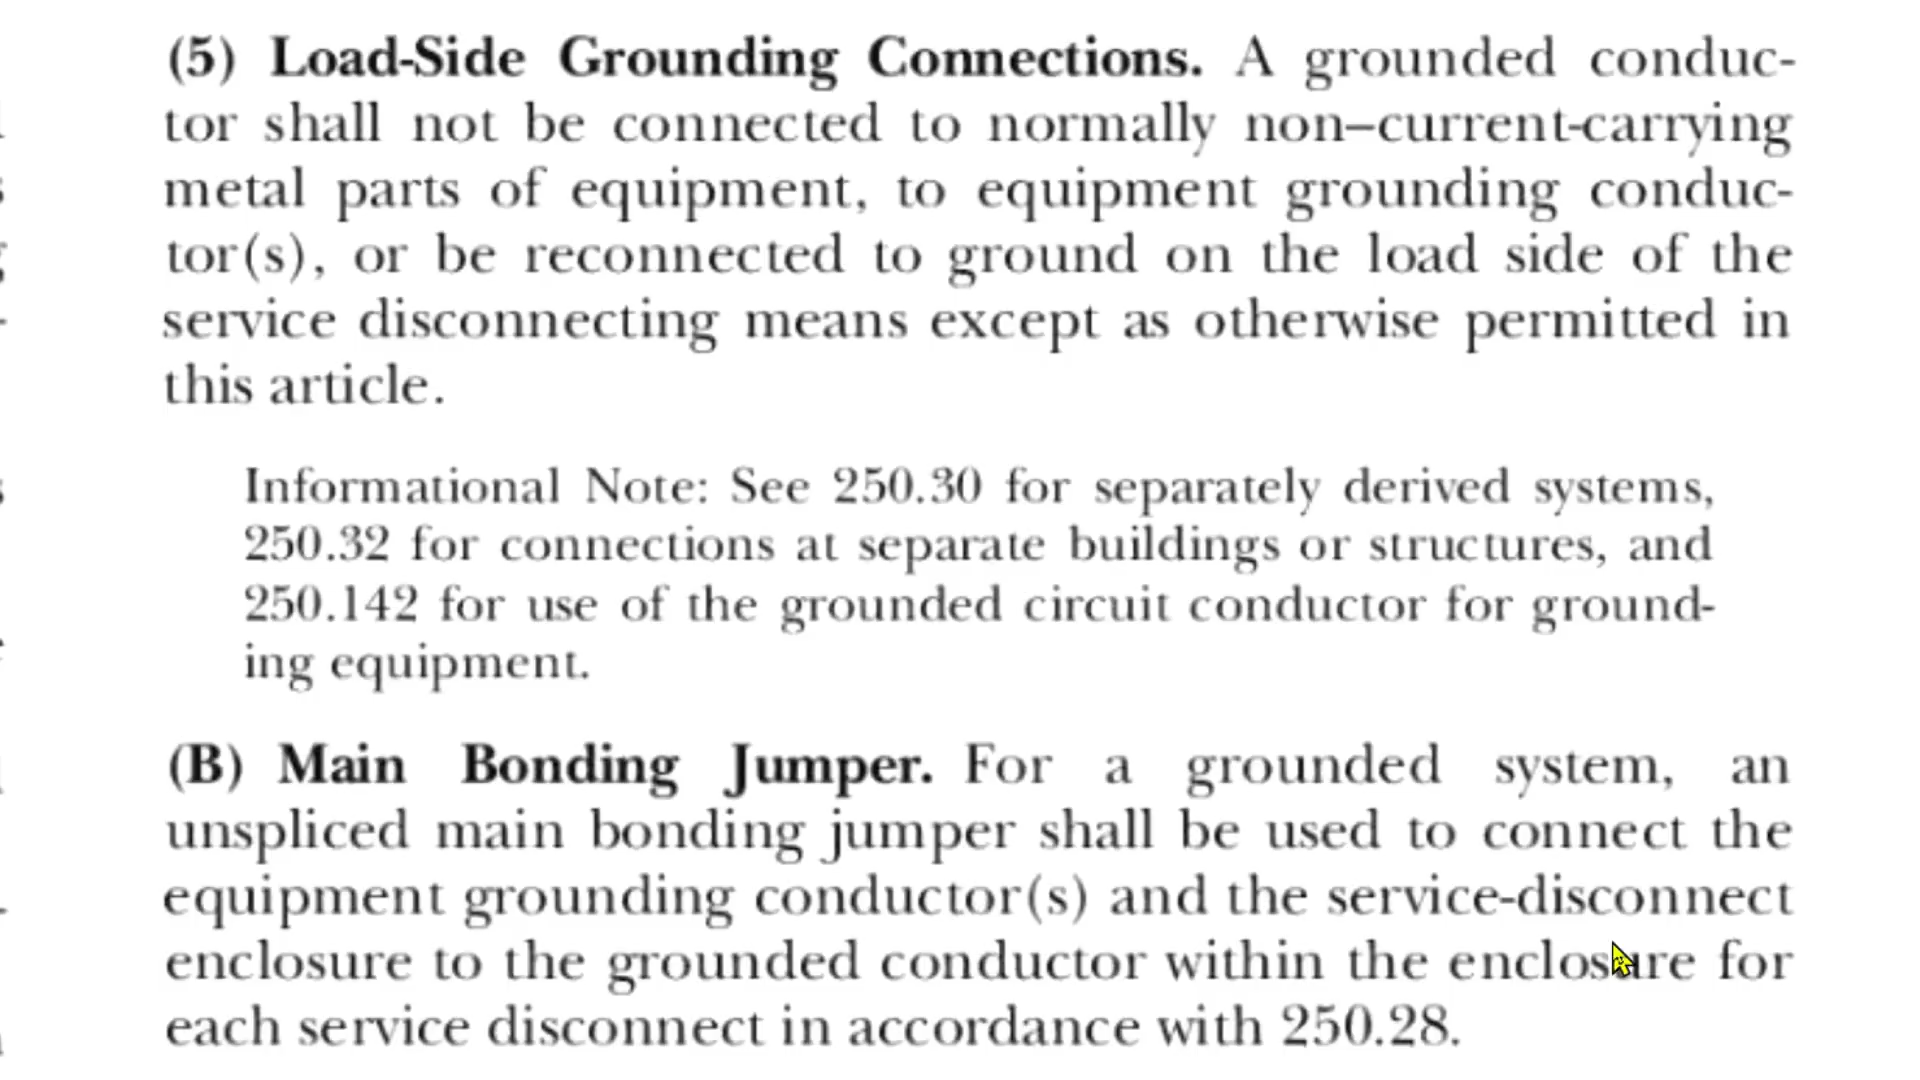 (5) Load-Side Grounding Connections. A grounded conduc-
tor shall not be connected to normally non–current-carrying
metal parts of equipment, to equipment grounding conduc-
tor(s), or be reconnected to ground on the load side of the
service disconnecting means except as otherwise permitted in
this article.
Informational Note: See 250.30 for separately derived systems,
250.32 for connections at separate buildings or structures, and
250.142 for use of the grounded circuit conductor for ground-
ing equipment.
(B) Main Bonding Jumper. For a grounded system, an
unspliced main bonding jumper shall be used to connect the
equipment grounding conductor(s) and the service-disconnect
enclosure to the grounded conductor within the enclosure for
each service disconnect in accordance with 250.28.